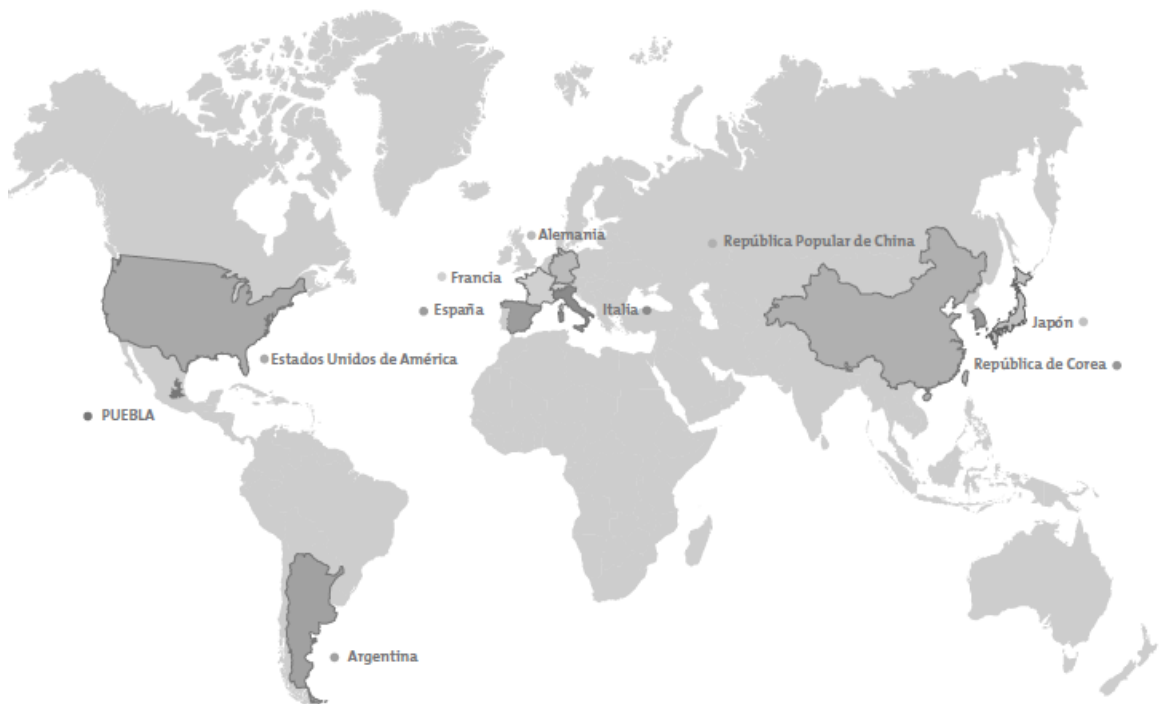 Alemania
República Popular de China
Francia
España
Italia
Japón
Estados Unidos de América
República de Corea
PUEBLA
Argentina